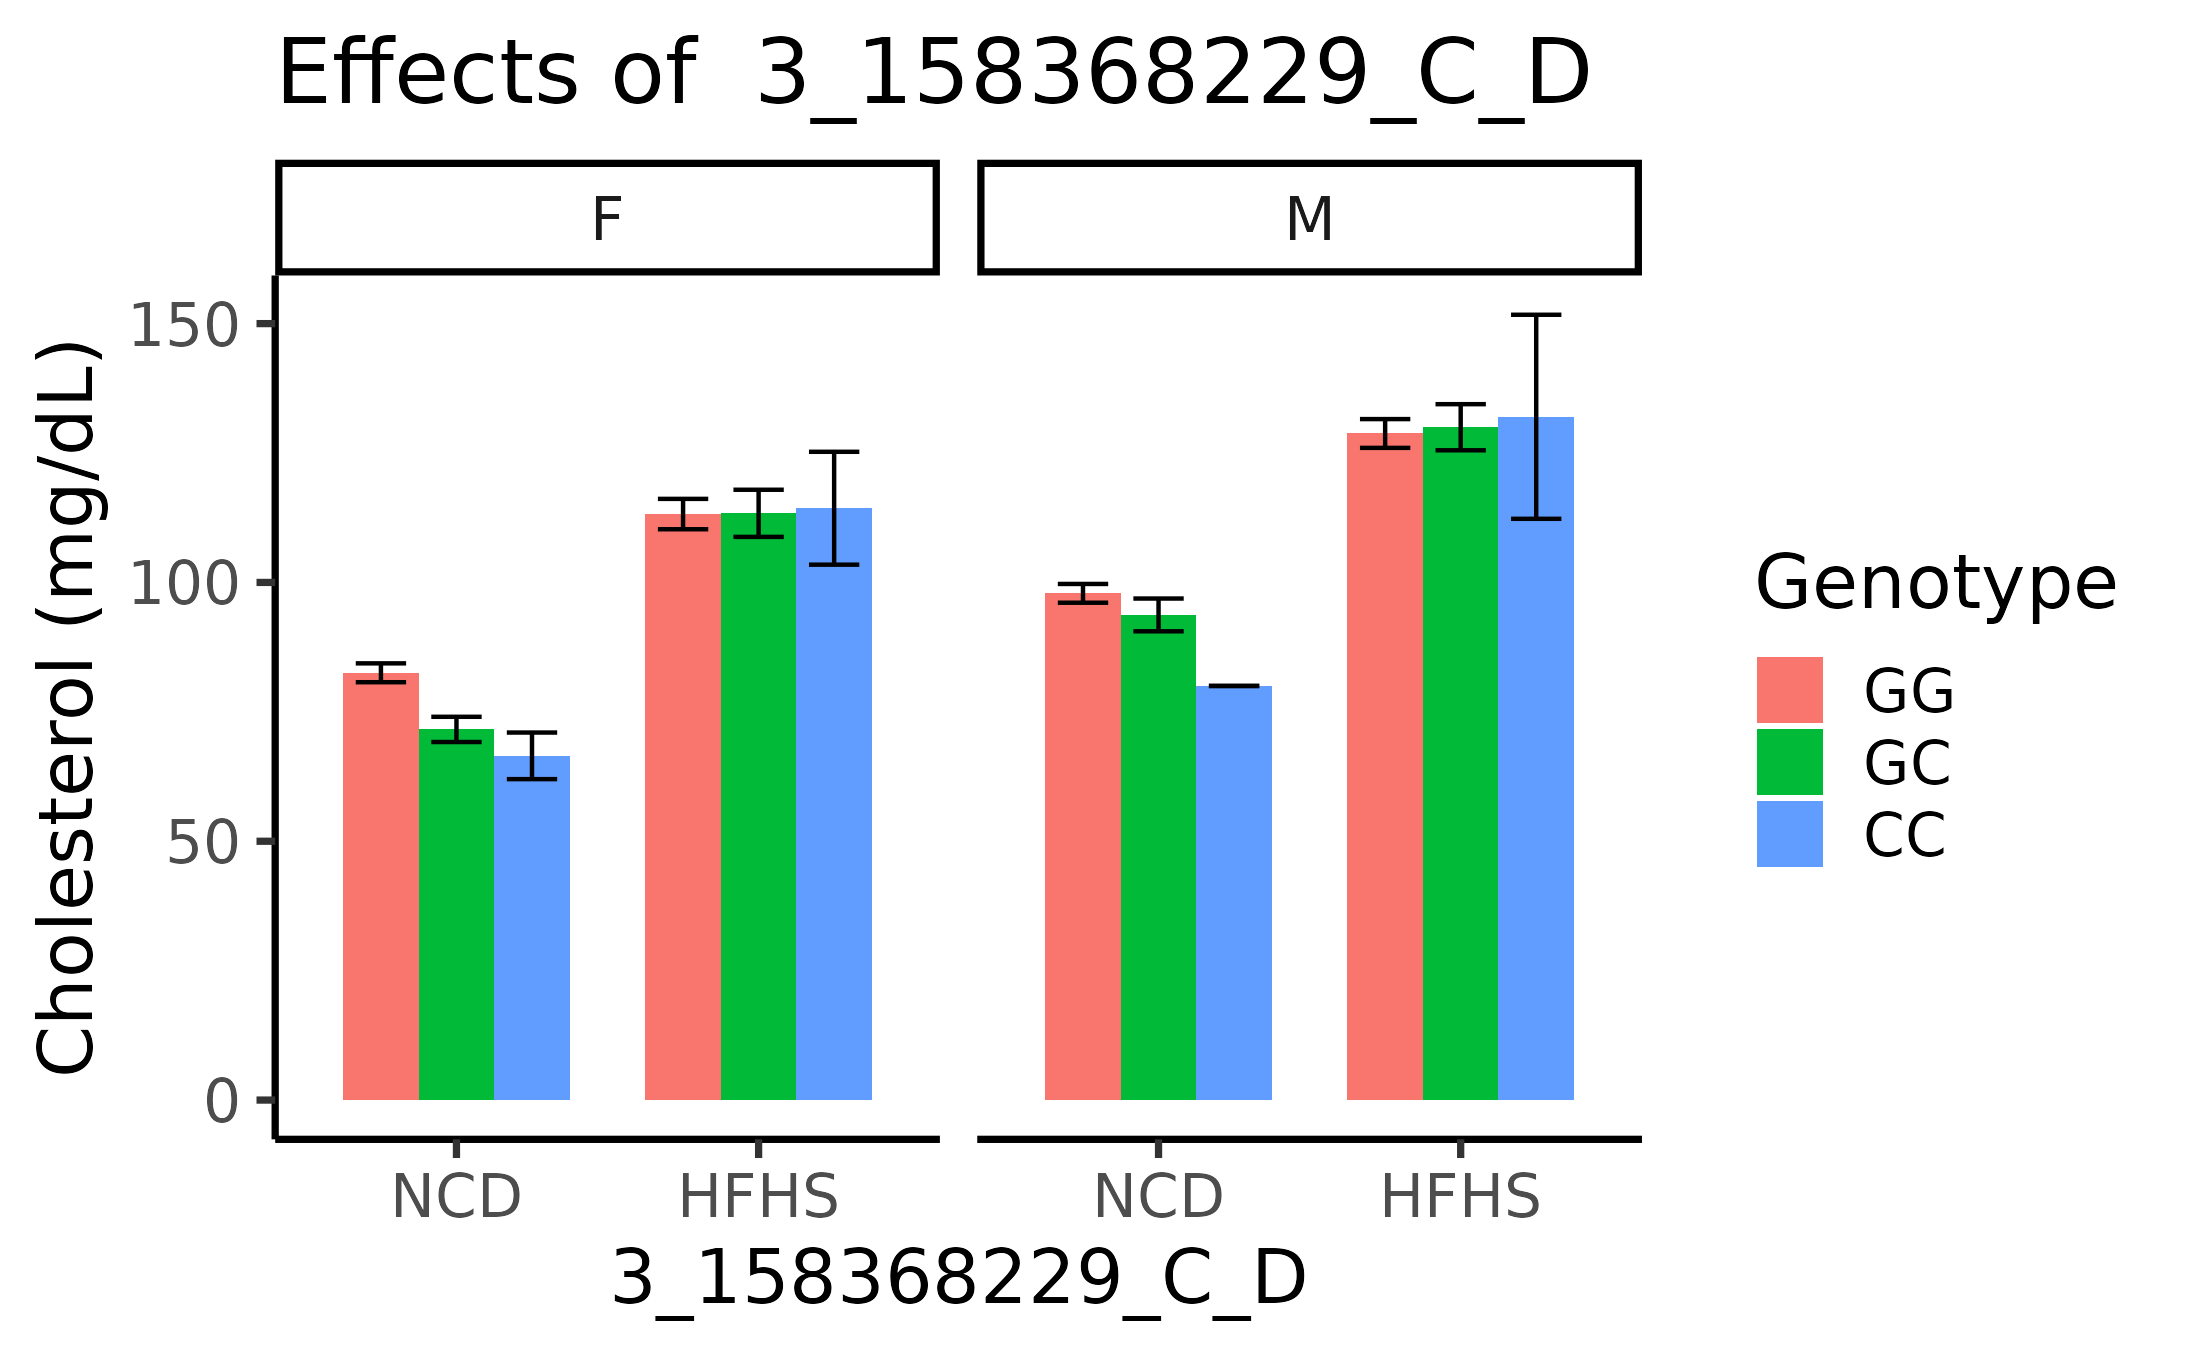 Effects of  3_158368229_C_D
F
M
Cholesterol (mg/dL)
150
100
50
0
NCD
HFHS
NCD
HFHS
3_158368229_C_D
Genotype
GG
GC
CC